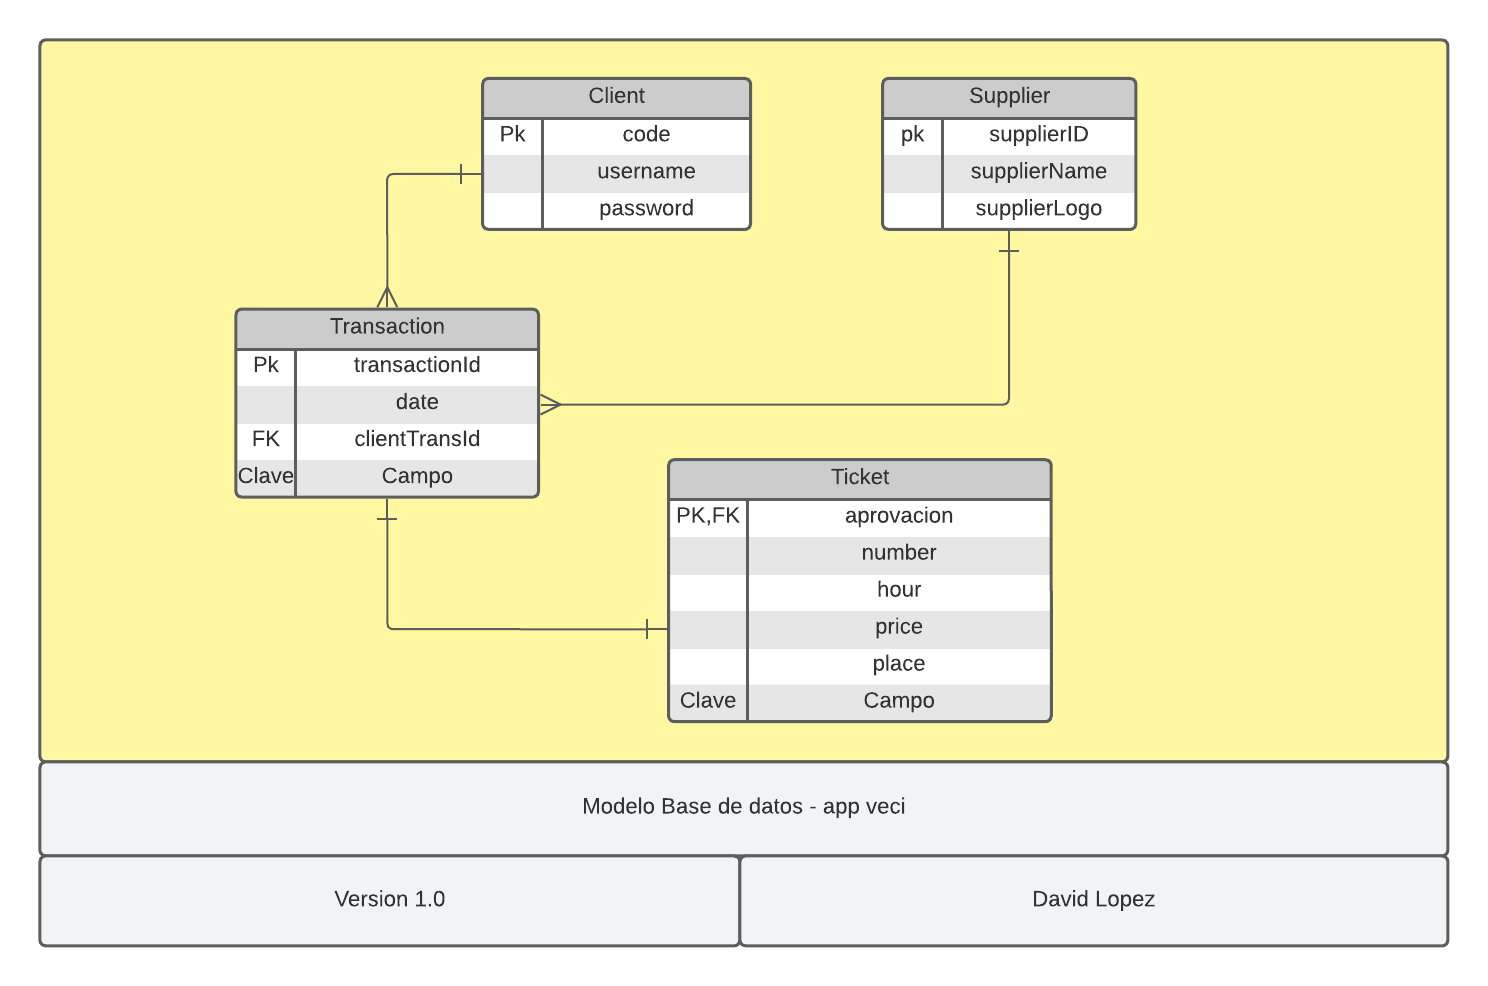 Client
Pk code
username
password
Supplier
pk supplierID
supplierName
supplierLogo
Transaction
Pk transactionId
date
FK clientTransId
Clave Campo
Ticket
PK,FK aprovacion
number
hour
price
place
Clave Campo
Modelo Base de datos - app veci
Version 1.0
David Lopez